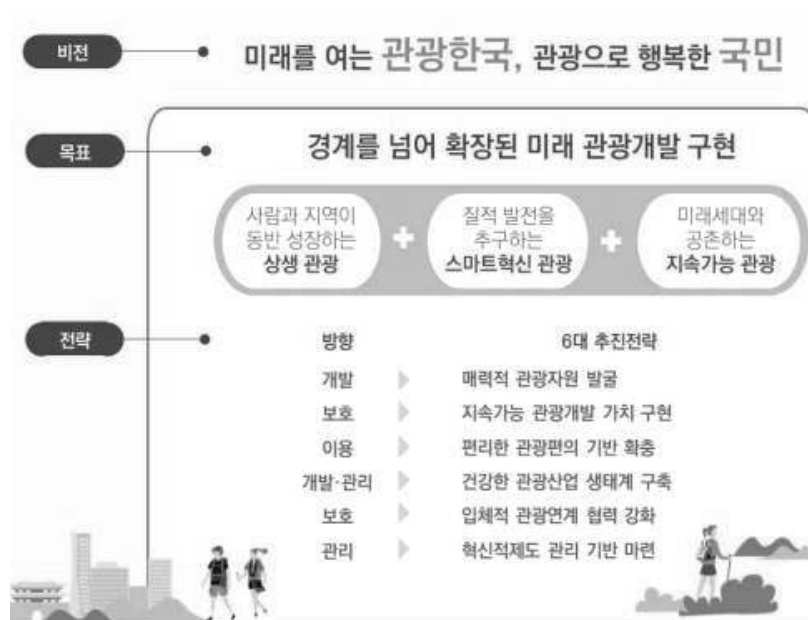 비전
미래를 여는 관광한국, 관광으로 행복한 국민
목표
경계를 넘어 확장된 미래 관광개발 구현
사람과 지역이
동반 성장하는
상생 관광
+
질적 발전을
추구하는
스마트혁신 관광
+
미래세대와
공존하는
지속가능 관광
전략
방향 6대 추진전략
개발 매력적 관광자원 발굴
보호 지속가능 관광개발 가치 구현
이용 편리한 관광편의 기반 확충
개발·관리 건강한 관광산업 생태계 구축
보호 입체적 관광연계 협력 강화
관리 혁신적제도 관리 기반 마련